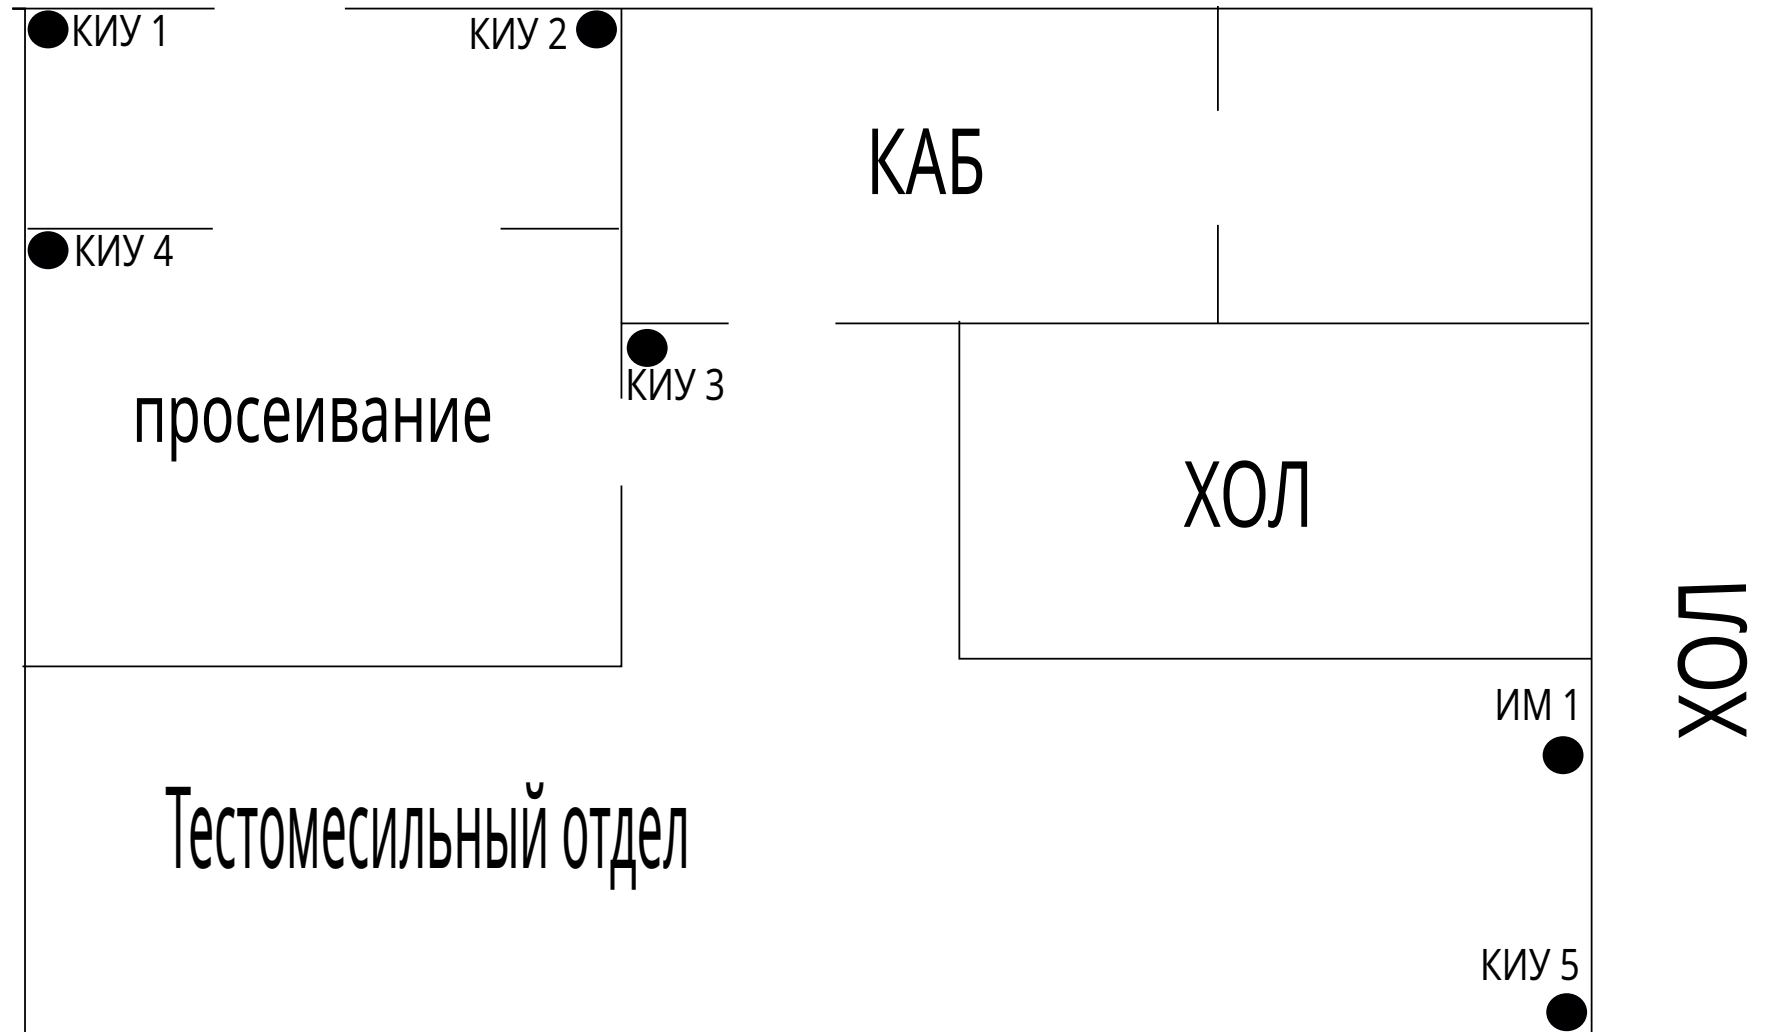 КИУ 1
КИУ 2
КАБ
КИУ 4
КИУ 3
просеивание
ХОЛ
ХОЛ
ИМ 1
Тестомесильный отдел
КИУ 5